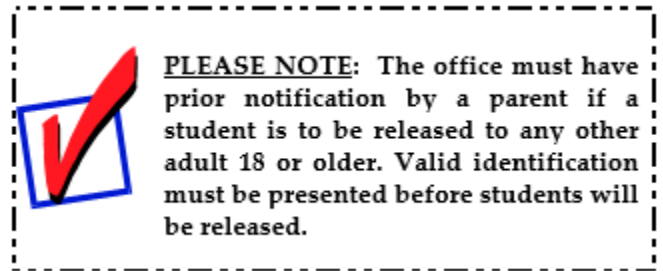 PLEASE NOTE: The office must have
prior notification by a parent if a
student is to be released to any other
adult 18 or older. Valid identification
must be presented before students will
be released.